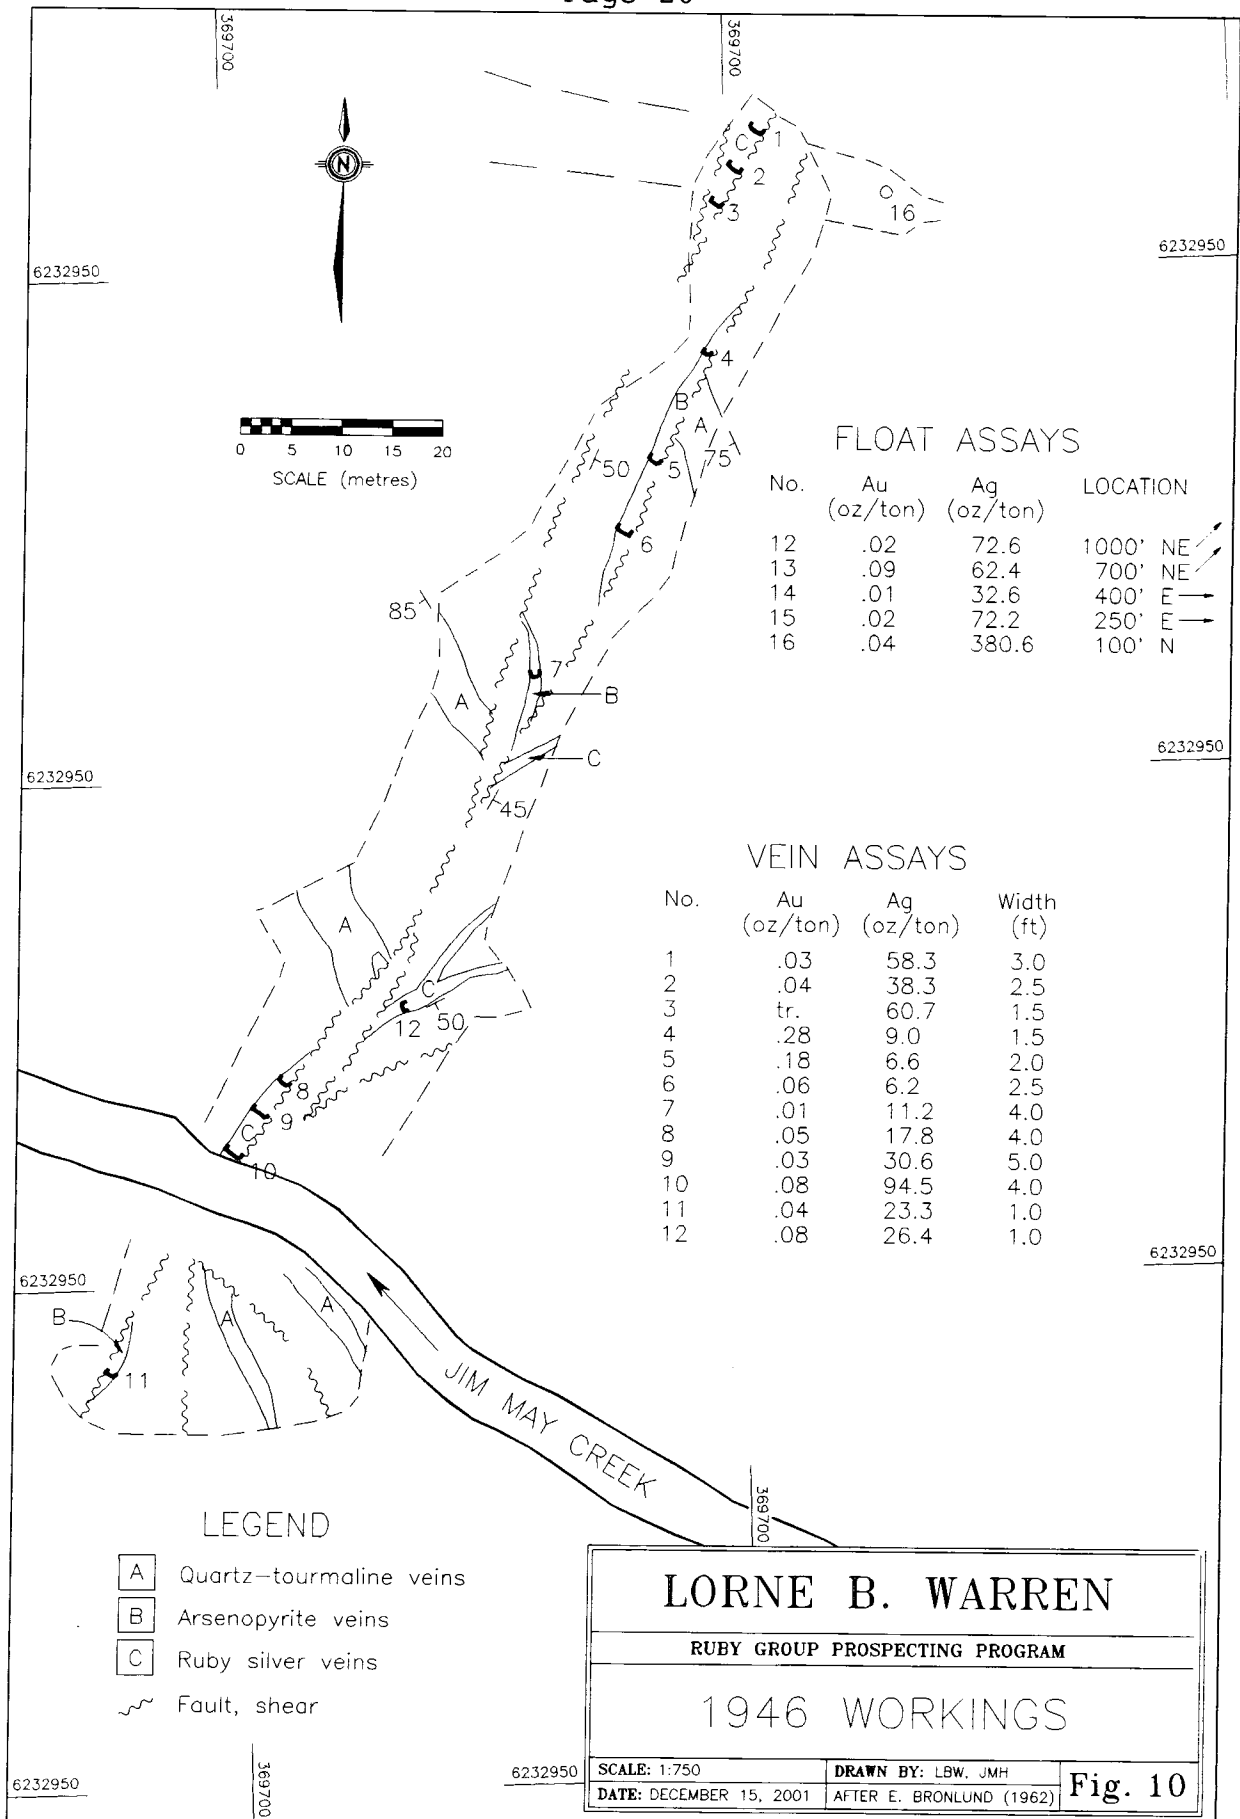 Page 20
369700
369700
N
C
1
2
3
16
6232950
6232950
4
B
A
0 5 10 15 20
SCALE (metres)
50
75
5
6
FLOAT ASSAYS
No. Au (oz/ton) Ag (oz/ton) LOCATION
12 .02 72.6 1000' NE
13 .09 62.4 700' NE
14 .01 32.6 400' E
15 .02 72.2 250' E
16 .04 380.6 100' N
85
7
A
B
C
6232950
6232950
45
VEIN ASSAYS
No. Au (oz/ton) Ag (oz/ton) Width (ft)
1 .03 58.3 3.0
2 .04 38.3 2.5
3 tr. 60.7 1.5
4 .28 9.0 1.5
5 .18 6.6 2.0
6 .06 6.2 2.5
7 .01 11.2 4.0
8 .05 17.8 4.0
9 .03 30.6 5.0
10 .08 94.5 4.0
11 .04 23.3 1.0
12 .08 26.4 1.0
A
C
12 50
8
9
C
10
6232950
6232950
B
A
A
11
JIM MAY CREEK
369700
LEGEND
A Quartz-tourmaline veins
B Arsenopyrite veins
C Ruby silver veins
Fault, shear
369700
6232950
6232950
LORNE B. WARREN
RUBY GROUP PROSPECTING PROGRAM
1946 WORKINGS
SCALE: 1:750 DRAWN BY: LBW, JMH
DATE: DECEMBER 15, 2001 AFTER E. BRONLUND (1962)
Fig. 10